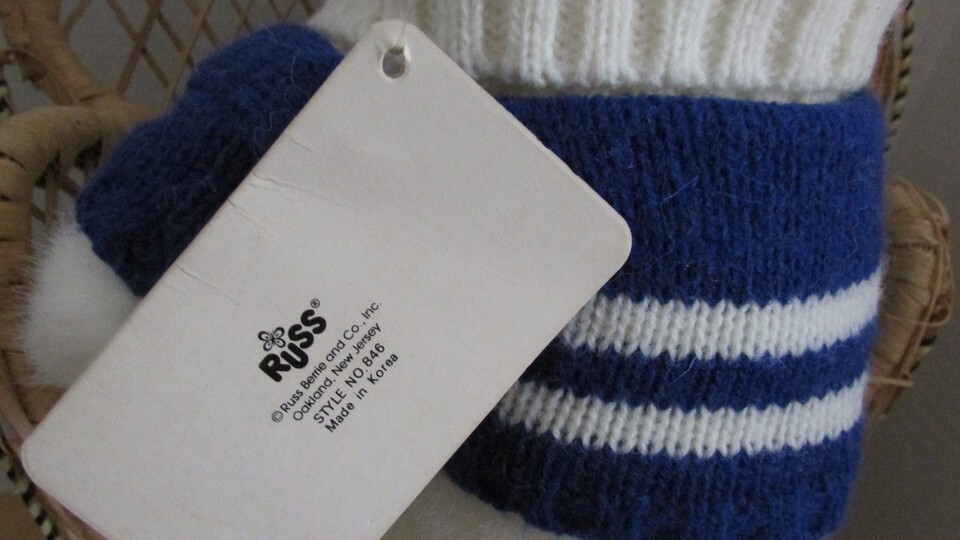 RUSS®
© Russ Berrie and Co., Inc.
Oakland, New Jersey
STYLE NO. 846
Made in Korea